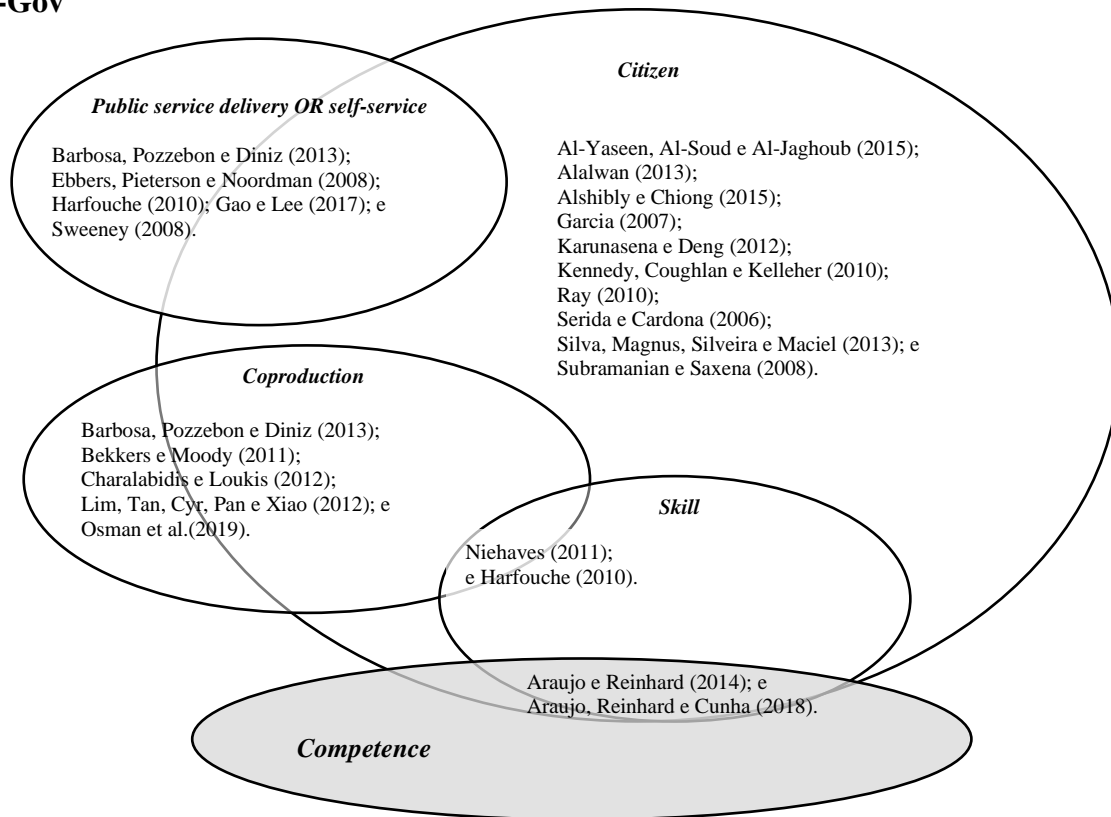 -Gov
Public service delivery OR self-service
Barbosa, Pozzebon e Diniz (2013);
Ebbers, Pieterson e Noordman (2008);
Harfouche (2010); Gao e Lee (2017); e
Sweeney (2008).
Citizen
Al-Yaseen, Al-Soud e Al-Jaghoub (2015);
Alalwan (2013);
Alshibly e Chiong (2015);
Garcia (2007);
Karunasena e Deng (2012);
Kennedy, Coughlan e Kelleher (2010);
Ray (2010);
Serida e Cardona (2006);
Silva, Magnus, Silveira e Maciel (2013); e
Subramanian e Saxena (2008).
Coproduction
Barbosa, Pozzebon e Diniz (2013);
Bekkers e Moody (2011);
Charalabidis e Loukis (2012);
Lim, Tan, Cyr, Pan e Xiao (2012); e
Osman et al.(2019).
Skill
Niehaves (2011);
e Harfouche (2010).
Araujo e Reinhard (2014); e
Araujo, Reinhard e Cunha (2018).
Competence